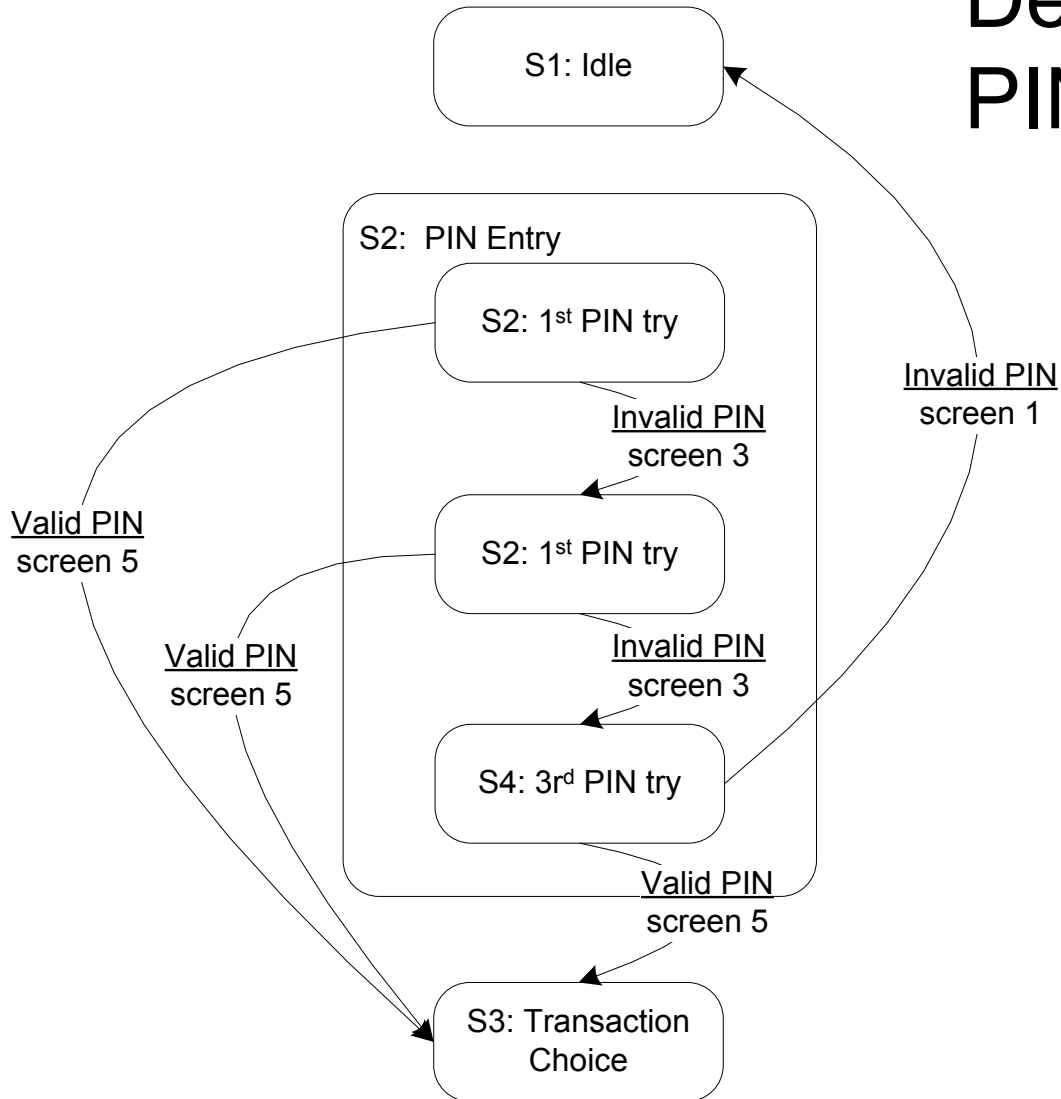 De
PIN
S1: Idle
S2: PIN Entry
S2: 1st PIN try
Invalid PIN
screen 1
Invalid PIN
screen 3
Valid PIN
screen 5
S2: 1st PIN try
Valid PIN
screen 5
Invalid PIN
screen 3
S4: 3rd PIN try
Valid PIN
screen 5
S3: Transaction
Choice